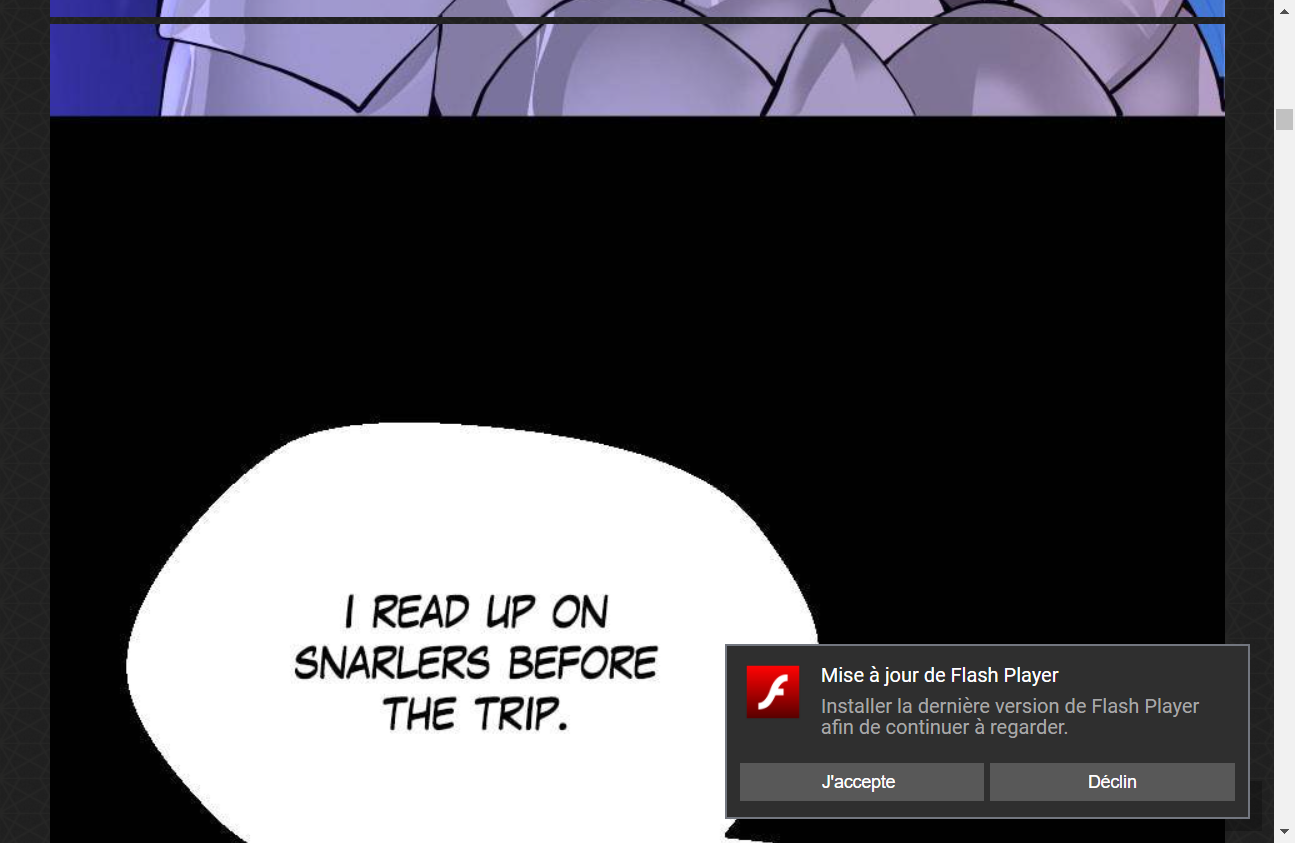 I READ UP ON
SNARLERS BEFORE
THE TRIP.
Mise à jour de Flash Player
Installer la dernière version de Flash Player
afin de continuer à regarder.
J'accepte
Déclin